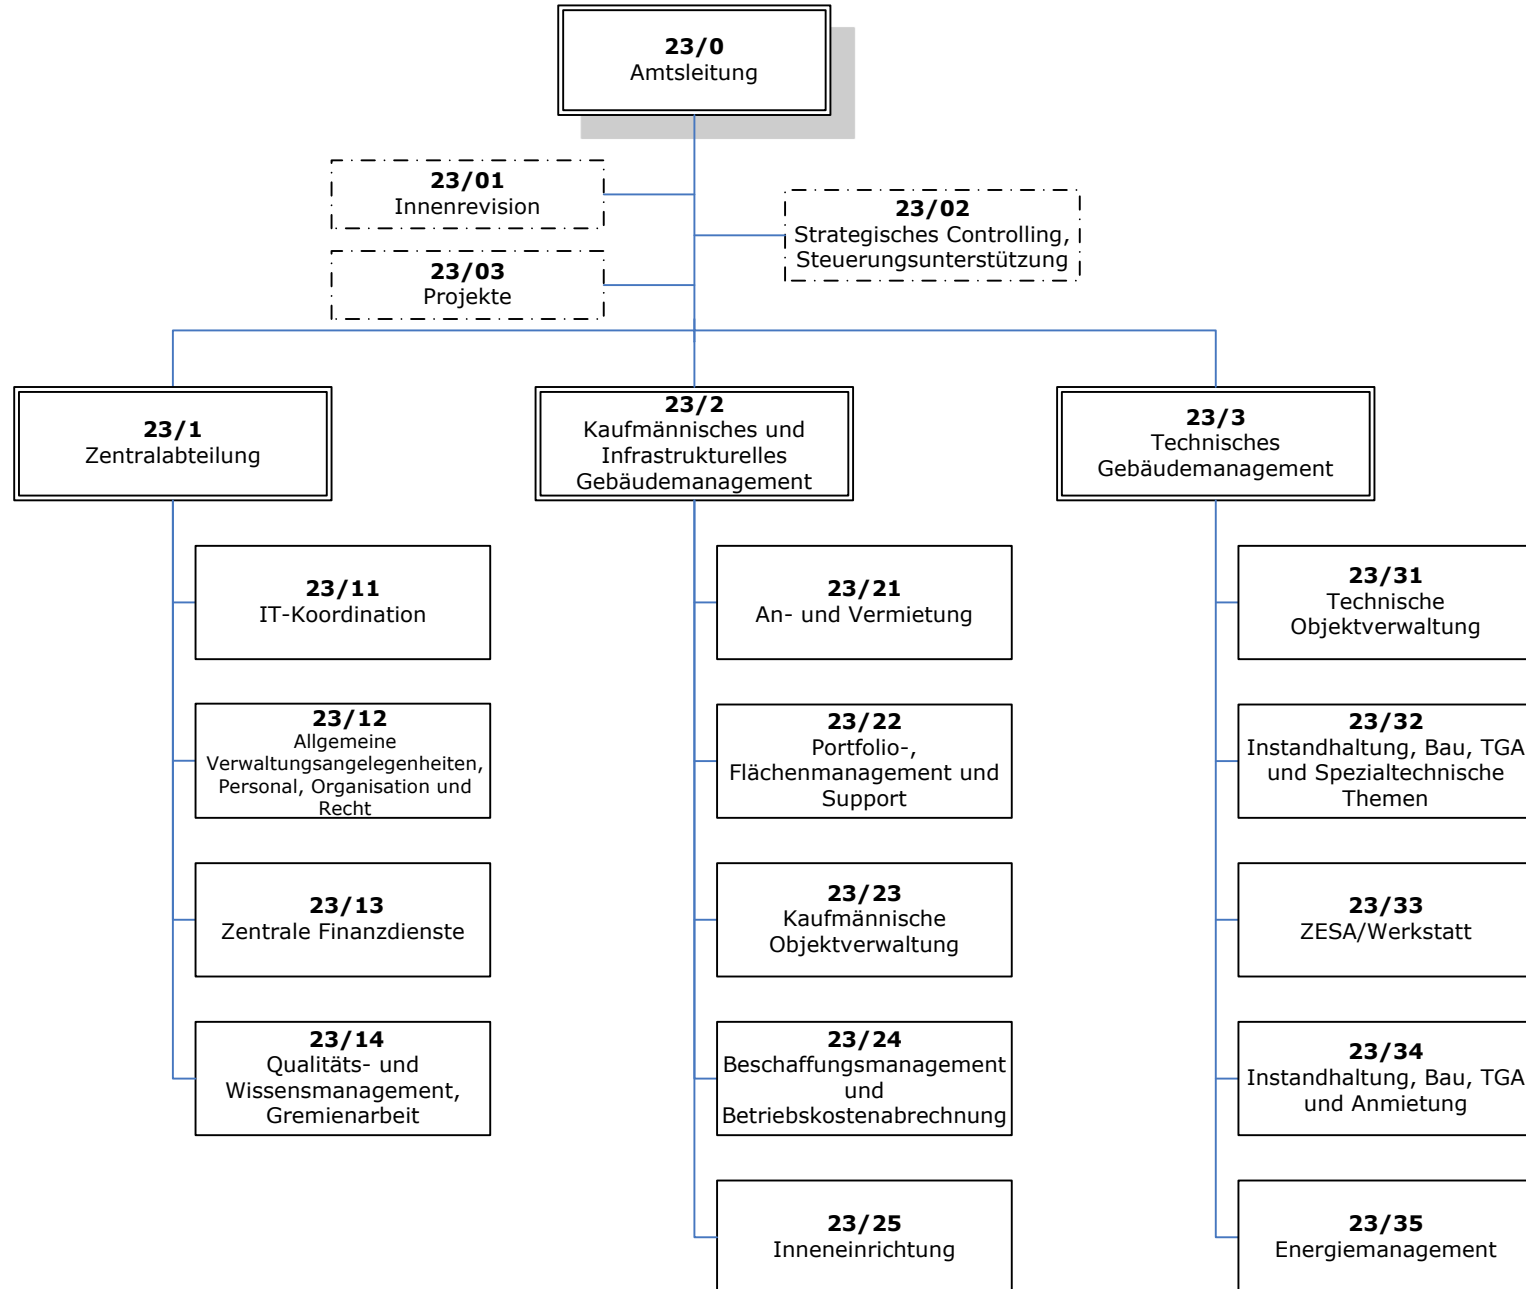 23/0
Amtsleitung
23/01
Innenrevision
23/02
Strategisches Controlling,
Steuerungsunterstützung
23/03
Projekte
23/1
Zentralabteilung
23/2
Kaufmännisches und
Infrastrukturelles
Gebäudemanagement
23/3
Technisches
Gebäudemanagement
23/11
IT-Koordination
23/12
Allgemeine
Verwaltungsangelegenheiten,
Personal, Organisation und
Recht
23/13
Zentrale Finanzdienste
23/14
Qualitäts- und
Wissensmanagement,
Gremienarbeit
23/21
An- und Vermietung
23/22
Portfolio-,
Flächenmanagement und
Support
23/23
Kaufmännische
Objektverwaltung
23/24
Beschaffungsmanagement
und
Betriebskostenabrechnung
23/25
Inneneinrichtung
23/31
Technische
Objektverwaltung
23/32
Instandhaltung, Bau, TGA
und Spezialtechnische
Themen
23/33
ZESA/Werkstatt
23/34
Instandhaltung, Bau, TGA
und Anmietung
23/35
Energiemanagement